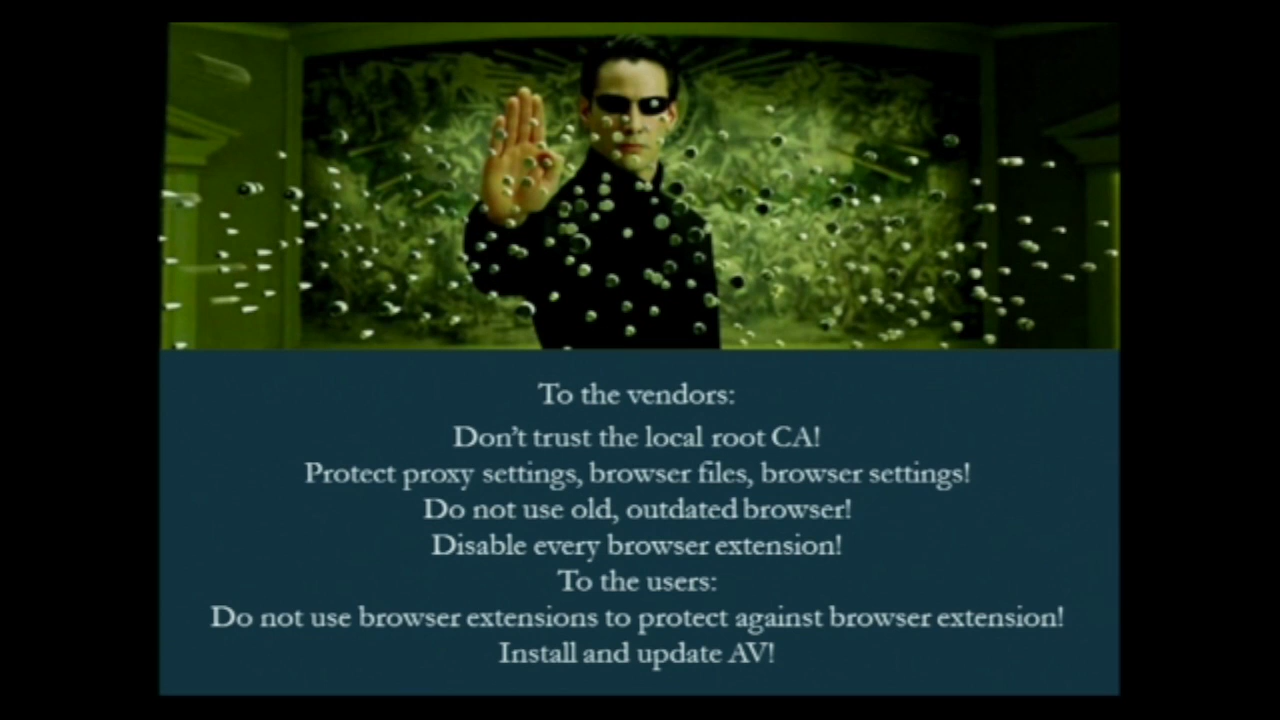 To the vendors:
Don't trust the local root CA!
Protect proxy settings, browser files, browser settings!
Do not use old, outdated browser!
Disable every browser extension!
To the users:
Do not use browser extensions to protect against browser extension!
Install and update AV!